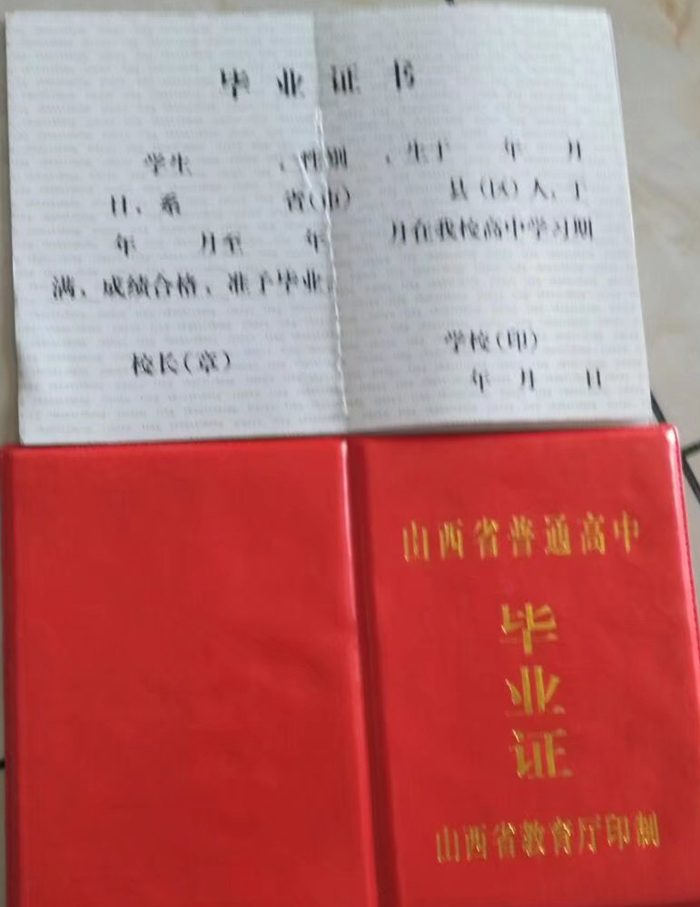 毕业证书
学生 ，性别 ，生于 年 月
日，系 省(市) 县(区)人，于
年 月至 年 月在我校高中学习期
满，成绩合格，准予毕业。
校长(章)
学校(印)
年 月 日
山西省普通高中
毕业证
山西省教育厅印制